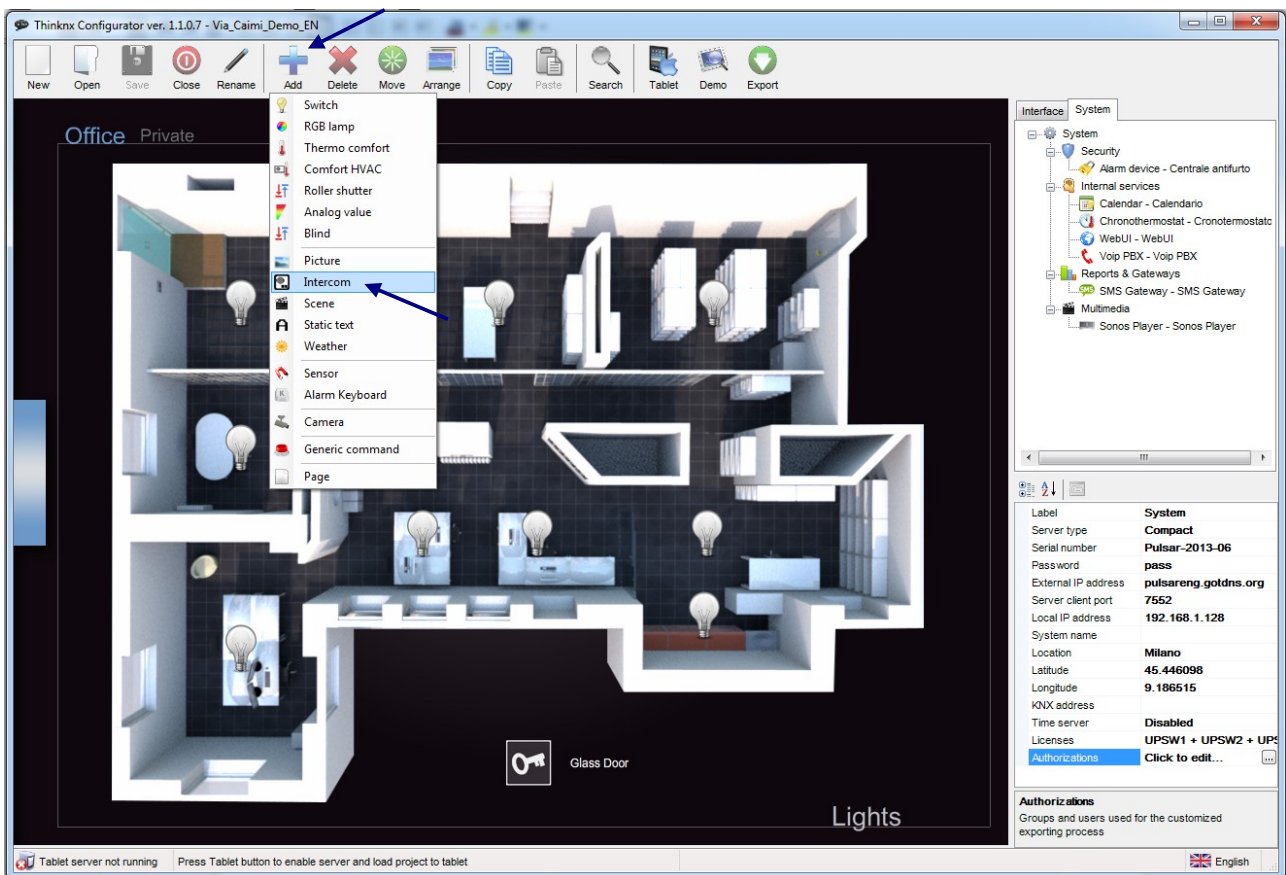 Thinknx Configurator ver. 1.1.0.7 - Via_Caimi_Demo_EN
New Open Save Close Rename Add Delete Move Arrange Copy Paste Search Tablet Demo Export
Switch
RGB lamp
Thermo comfort
Comfort HVAC
Roller shutter
Analog value
Blind
Picture
Intercom
Scene
Static text
Weather
Sensor
Alarm Keyboard
Camera
Generic command
Page
Office Private
Glass Door
Lights
Interface System
System
Security
Alarm device - Centrale antifurto
Internal services
Calendar - Calendario
Chronothermostat - Cronotermostato
WebUI - WebUI
Voip PBX - Voip PBX
Reports & Gateways
SMS Gateway - SMS Gateway
Multimedia
Sonos Player - Sonos Player
Label System
Server type Compact
Serial number Pulsar-2013-06
Password pass
External IP address pulsareng.gotdns.org
Server client port 7552
Local IP address 192.168.1.128
System name
Location Milano
Latitude 45.446098
Longitude 9.186515
KNX address
Time server Disabled
Licenses UPSW1 + UPSW2 + UPS
Authorizations Click to edit... ...
Authorizations
Groups and users used for the customized
exporting process
Tablet server not running Press Tablet button to enable server and load project to tablet English